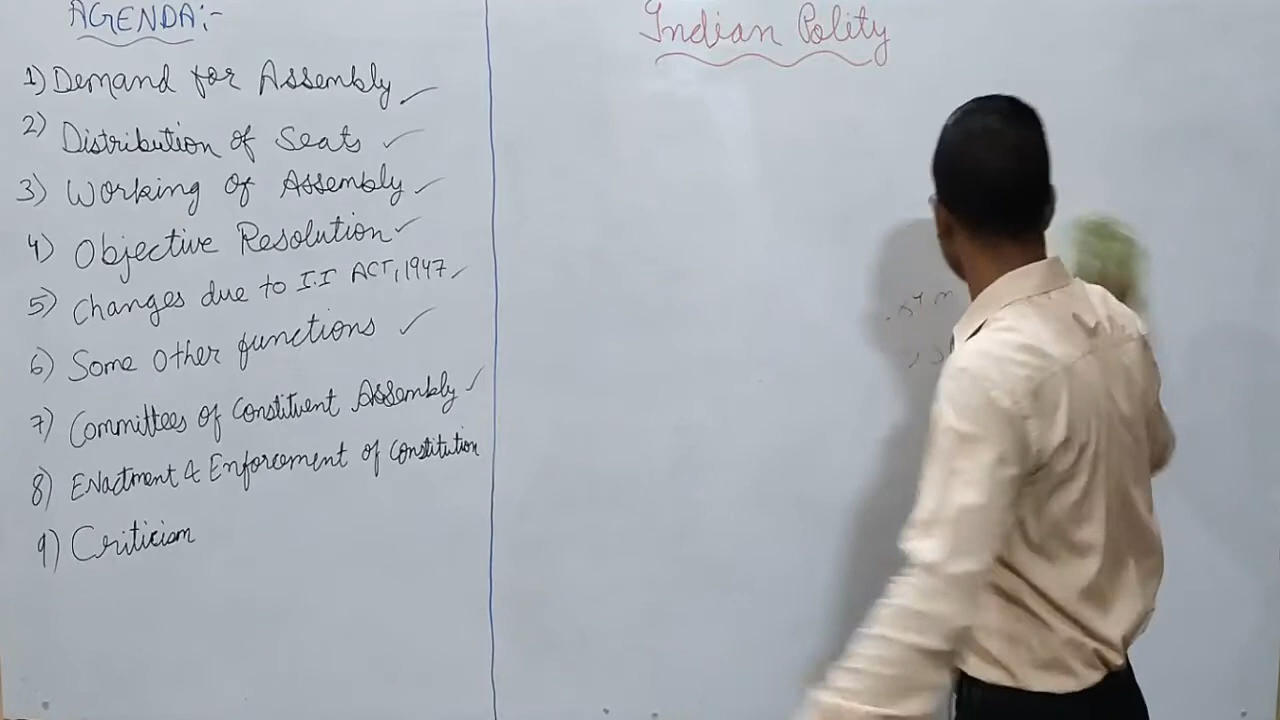 AGENDA:-
1) Demand for Assembly ✓
2) Distribution of Seats ✓
3) Working of Assembly ✓
4) Objective Resolution ✓
5) Changes due to I.I ACT, 1947 ✓
6) Some Other functions ✓
7) Committees of Constituent Assembly ✓
8) Enactment & Enforcement of Constitution
9) Criticism
Indian Polity